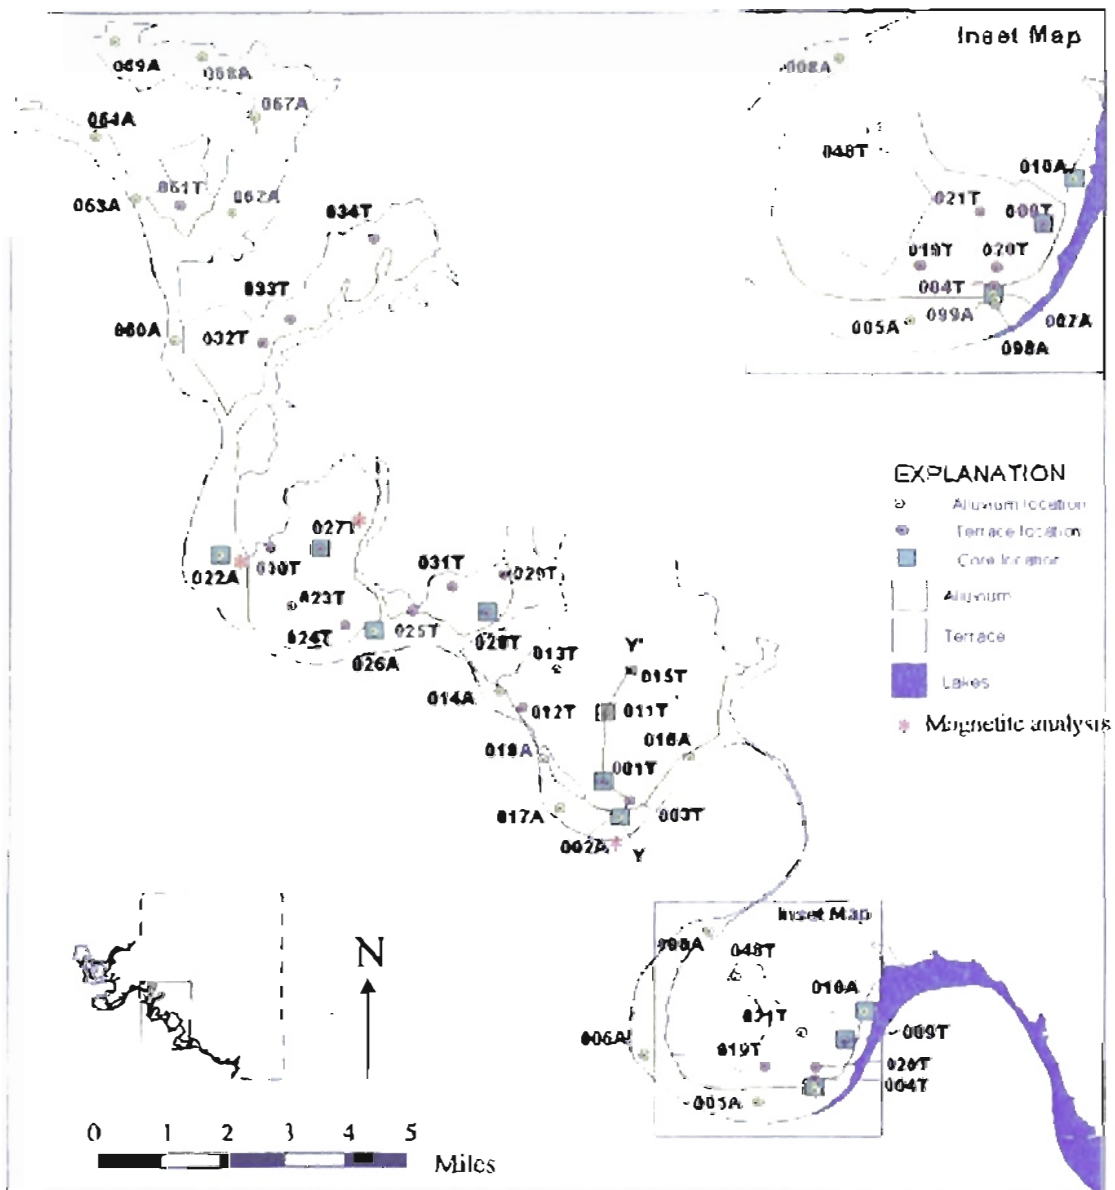 Inset Map
069A
068A
008A
067A
064A
048T
010A
061T
062A
063A
034T
021T
009T
019T
020T
033T
004T
060A
032T
005A
099A
007A
098A
EXPLANATION
Alluvium location
027T
Terrace location
022A
030T
031T
029T
Core location
023T
Alluvium
024T
025T
028T
Terrace
026A
013T
Y'
015T
014A
Lakes
012T
011T
Magnetite analysis
018A
016A
001T
017A
003T
002A
Y
Inset Map
N
048T
010A
021T
006A
009T
019T
020T
004T
005A
0 1 2 3 4 5
Miles